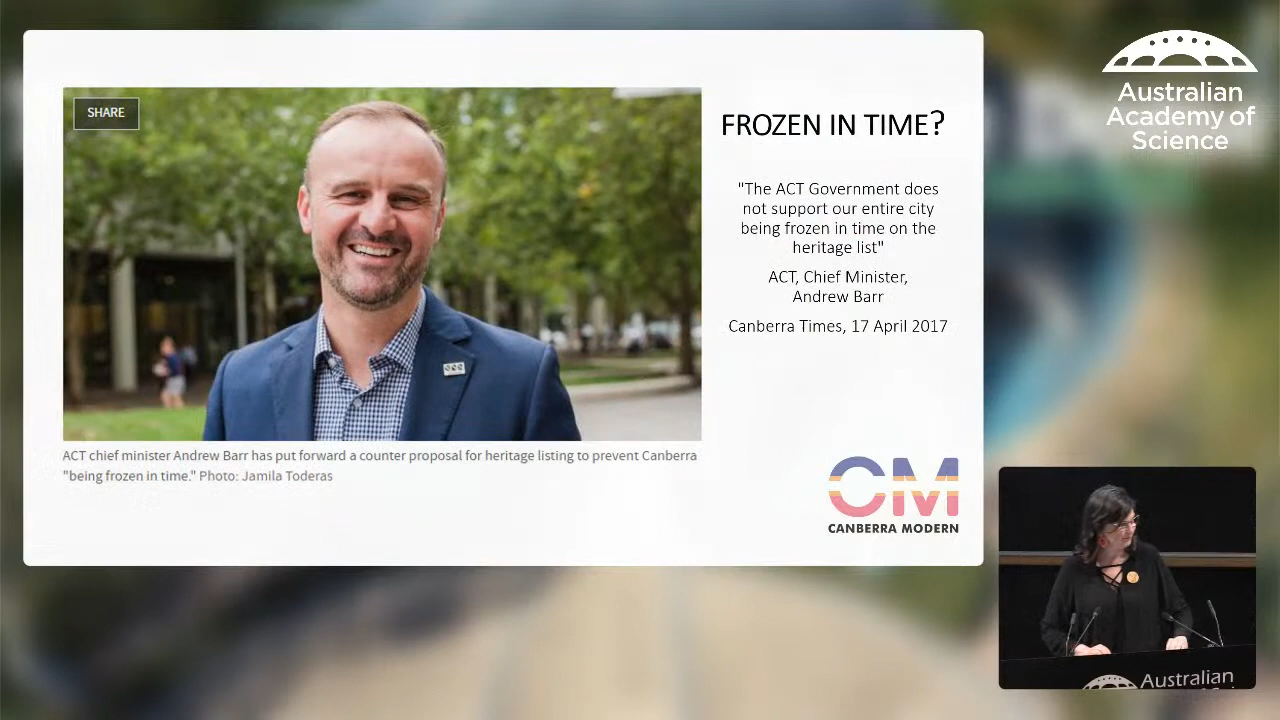 SHARE
FROZEN IN TIME?
"The ACT Government does
not support our entire city
being frozen in time on the
heritage list"
ACT, Chief Minister,
Andrew Barr
Canberra Times, 17 April 2017
ACT chief minister Andrew Barr has put forward a counter proposal for heritage listing to prevent Canberra
"being frozen in time." Photo: Jamila Toderas
CM
CANBERRA MODERN
Australian
Academy of
Science
Australian